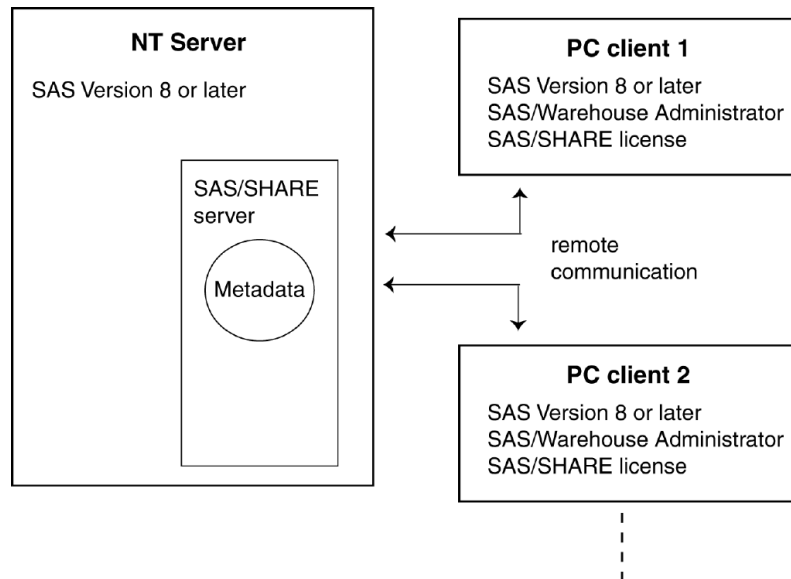 NT Server
SAS Version 8 or later
SAS/SHARE
server
Metadata
PC client 1
SAS Version 8 or later
SAS/Warehouse Administrator
SAS/SHARE license
remote
communication
PC client 2
SAS Version 8 or later
SAS/Warehouse Administrator
SAS/SHARE license